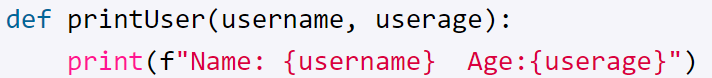 def printUser(username, userage):
    print(f"Name: {username}  Age:{userage}")